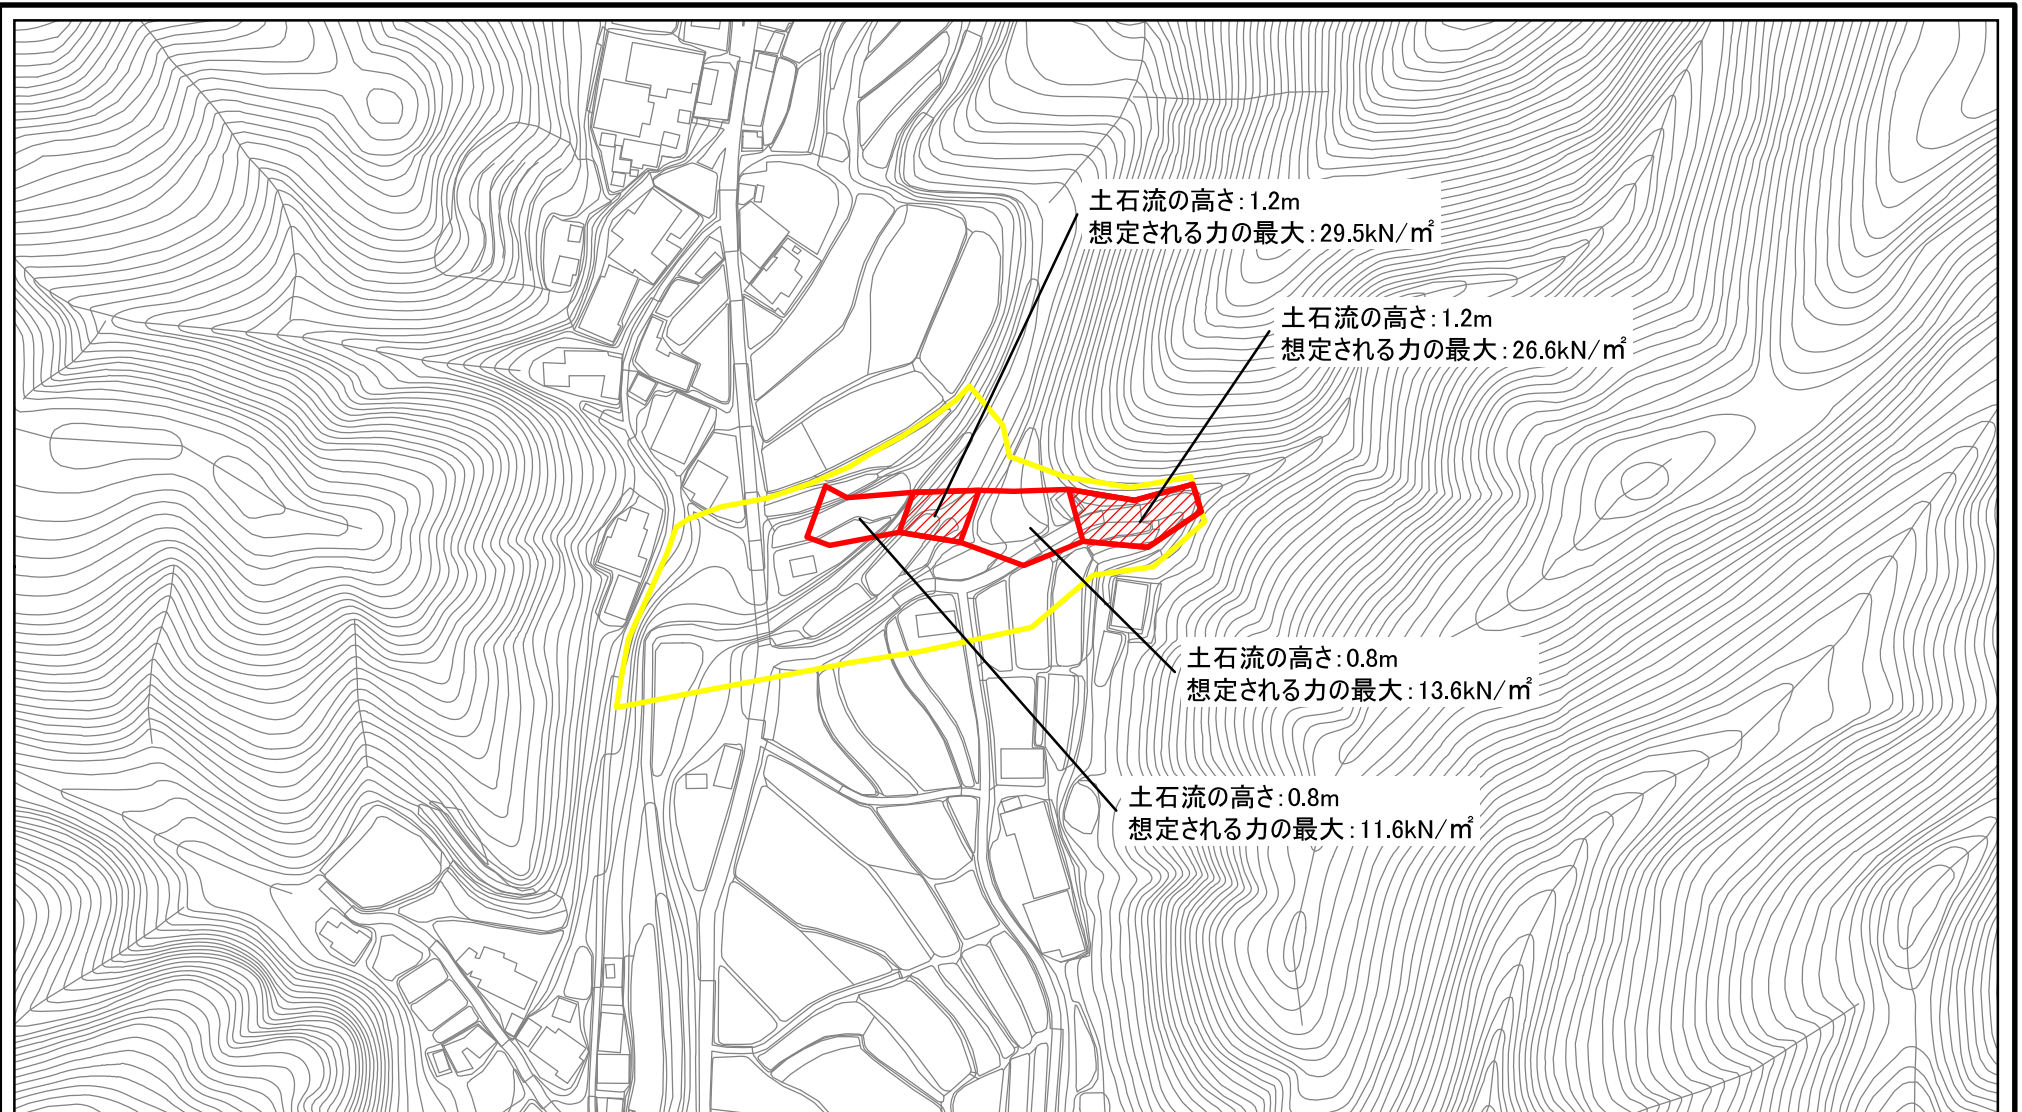 土石流の高さ:1.2m
想定される力の最大:29.5kN/㎡
土石流の高さ:1.2m
想定される力の最大:26.6kN/㎡
土石流の高さ:0.8m
想定される力の最大:13.6kN/㎡
土石流の高さ:0.8m
想定される力の最大:11.6kN/㎡